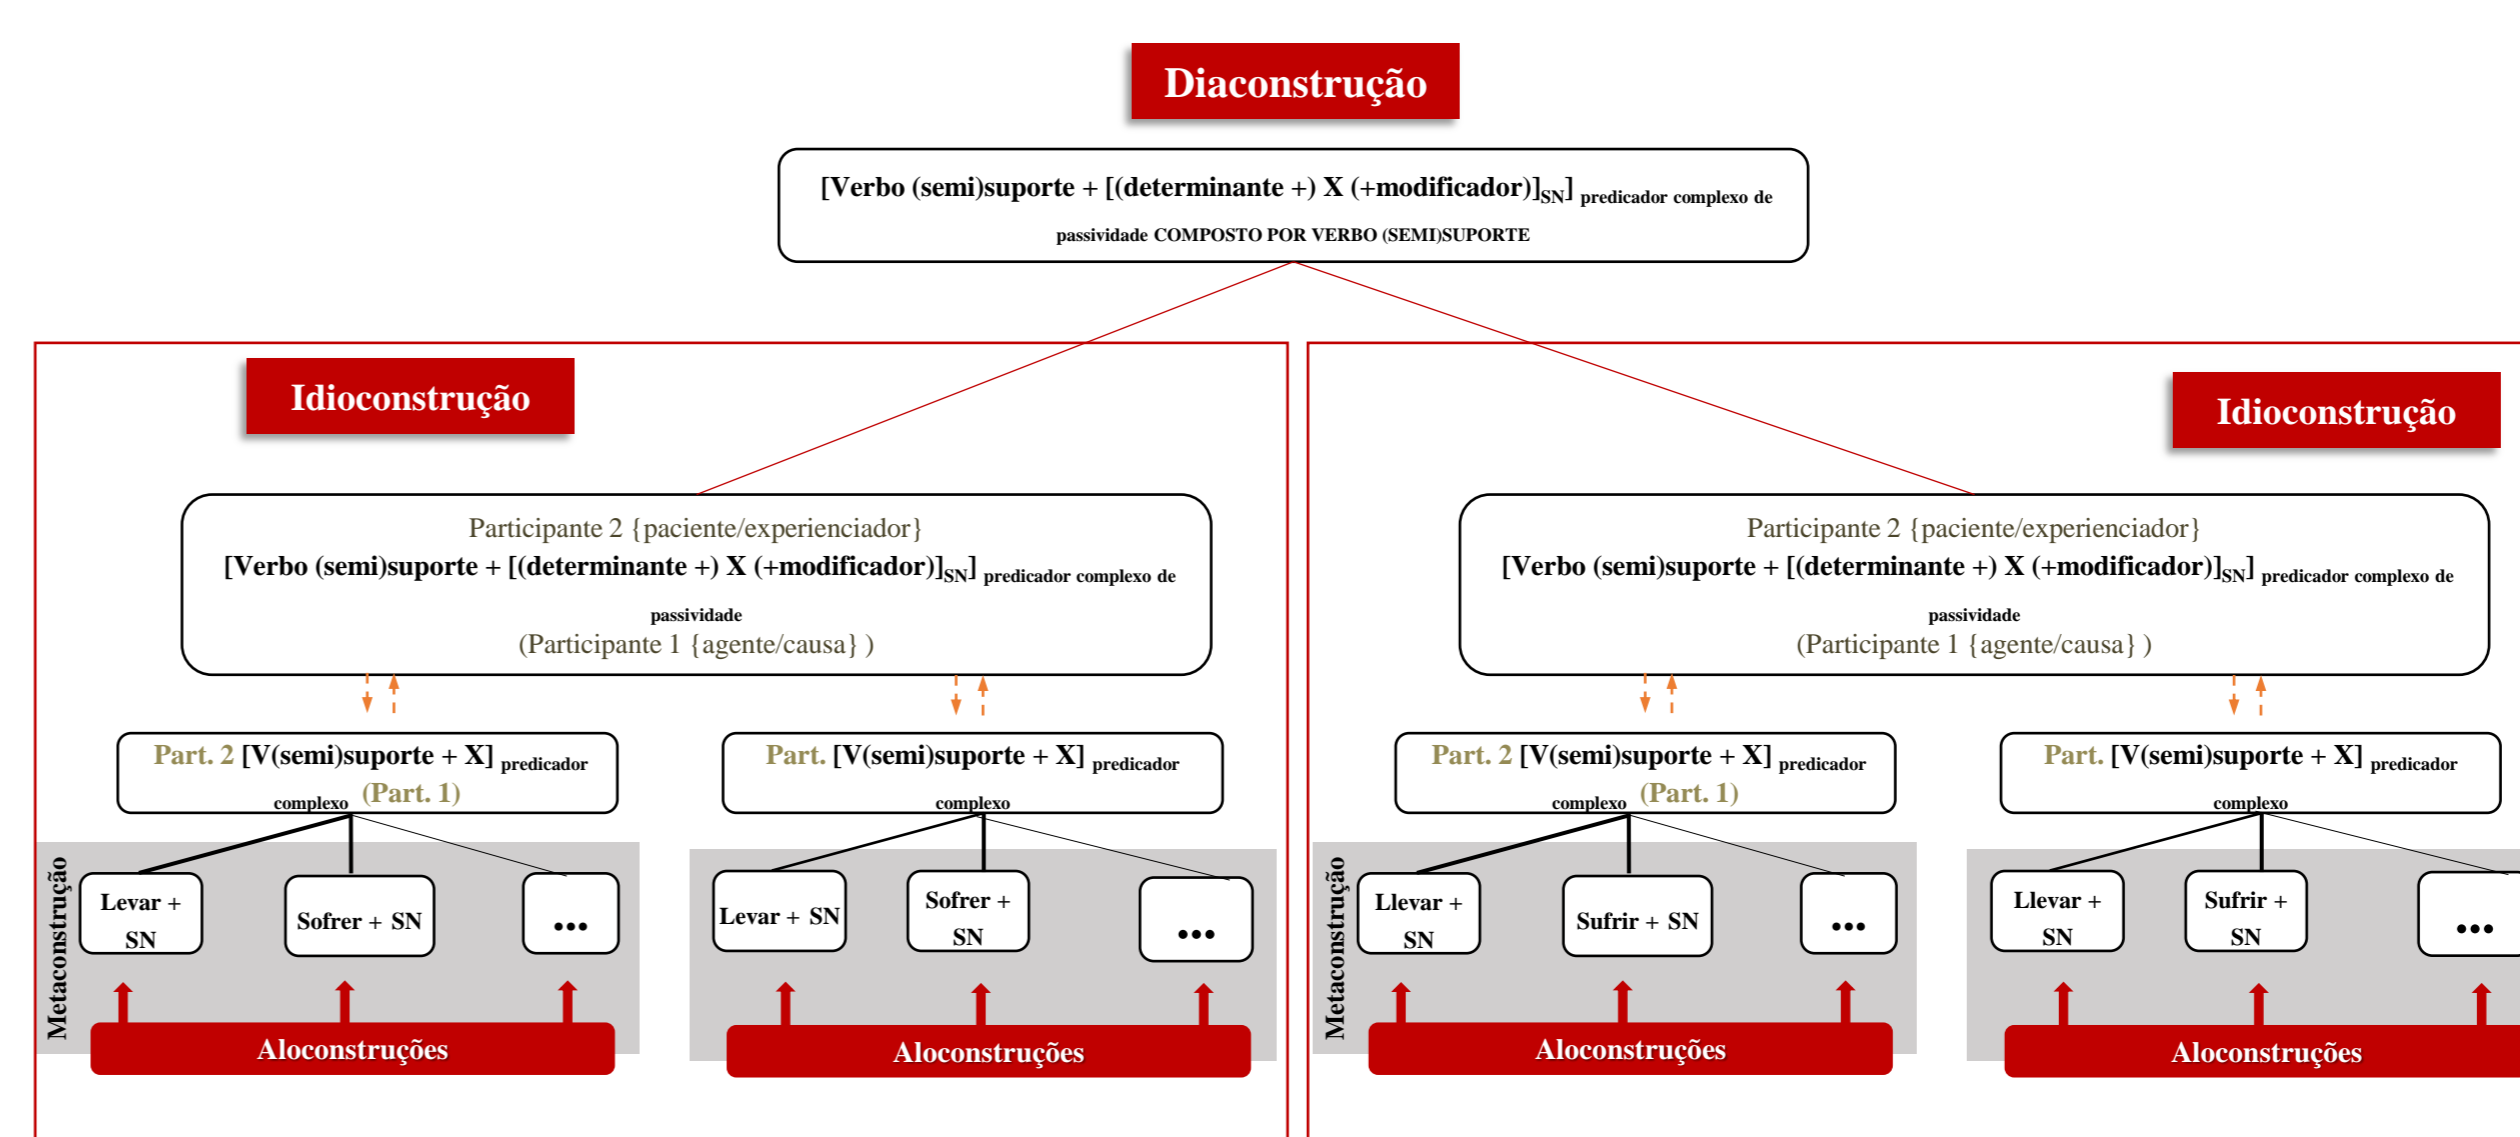 Diaconstrução
[Verbo (semi)suporte + [(determinante +) X (+modificador)]SN] predicador complexo de
passividade COMPOSTO POR VERBO (SEMI)SUPORTE
Idioconstrução
Participante 2 {paciente/experienciador}
[Verbo (semi)suporte + [(determinante +) X (+modificador)]SN] predicador complexo de
passividade
(Participante 1 {agente/causa} )
Part. 2 [V(semi)suporte + X] predicador
complexo (Part. 1)
Part. [V(semi)suporte + X] predicador
complexo
Metaconstrução
Levar +
SN
Sofrer + SN
...
Levar + SN
Sofrer +
SN
...
Aloconstruções
Aloconstruções
Idioconstrução
Participante 2 {paciente/experienciador}
[Verbo (semi)suporte + [(determinante +) X (+modificador)]SN] predicador complexo de
passividade
(Participante 1 {agente/causa} )
Part. 2 [V(semi)suporte + X] predicador
complexo (Part. 1)
Part. [V(semi)suporte + X] predicador
complexo
Metaconstrução
Llevar +
SN
Sufrir + SN
...
Llevar +
SN
Sufrir +
SN
...
Aloconstruções
Aloconstruções